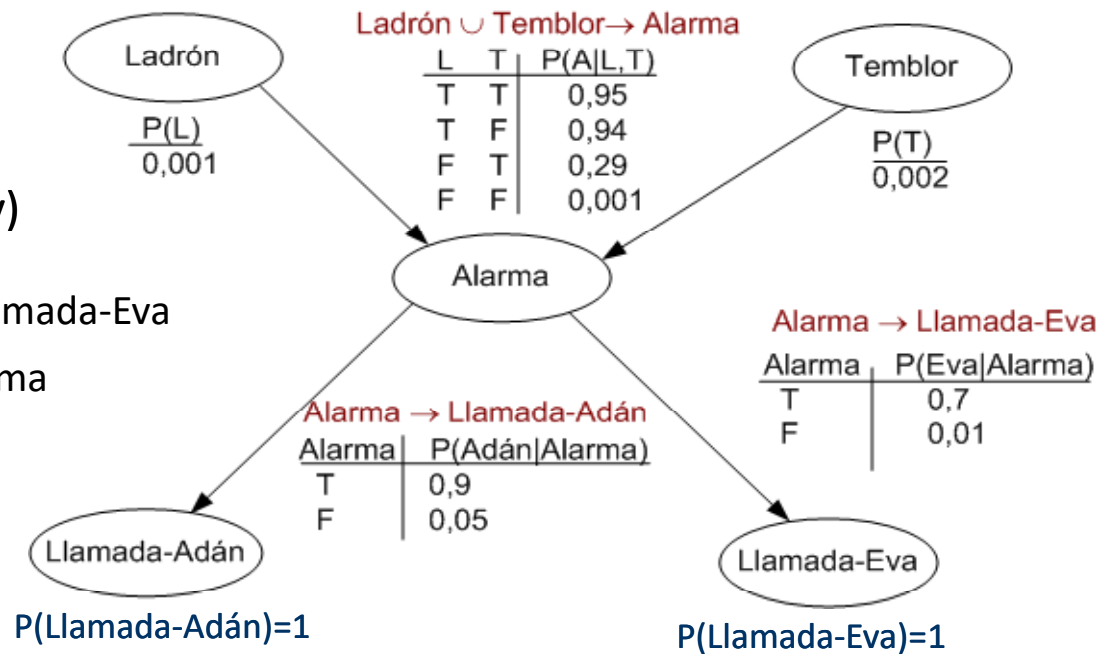 Ladrón ∪ Temblor→ Alarma
Ladrón
L T P(A|L,T)
T T 0,95
T F 0,94
F T 0,29
F F 0,001
Temblor
P(L)
0,001
P(T)
0,002
)
Alarma
mada-Eva
ma
Alarma → Llamada-Eva
Alarma P(Eva|Alarma)
T 0,7
F 0,01
Alarma → Llamada-Adán
Alarma P(Adán|Alarma)
T 0,9
F 0,05
Llamada-Adán
Llamada-Eva
P(Llamada-Adán)=1
P(Llamada-Eva)=1